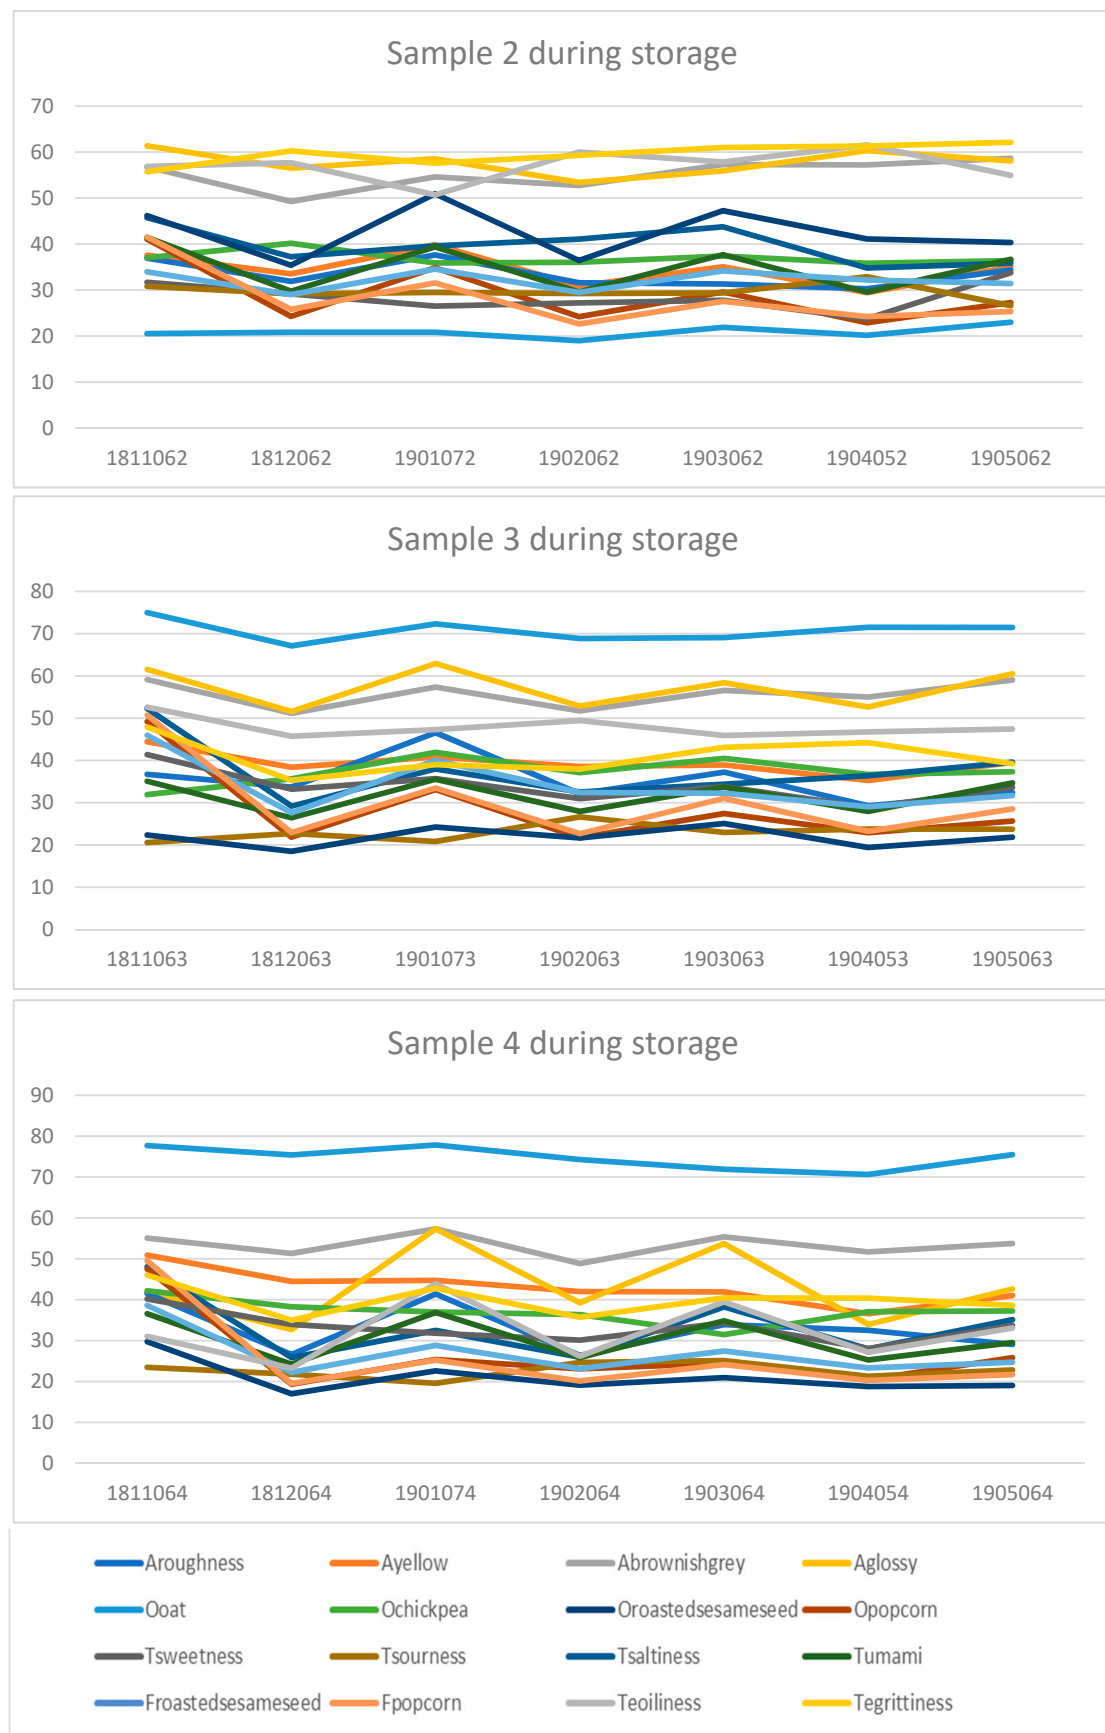 Sample 2 during storage
70
60
50
40
30
20
10
0
1811062 1812062 1901072 1902062 1903062 1904052 1905062
Sample 3 during storage
80
70
60
50
40
30
20
10
0
1811063 1812063 1901073 1902063 1903063 1904053 1905063
Sample 4 during storage
90
80
70
60
50
40
30
20
10
0
1811064 1812064 1901074 1902064 1903064 1904054 1905064
Aroughness Ayellow Abrownishgrey Aglossy
Ooat Ochickpea Oroastedsesameseed Opopcorn
Tsweetness Tsourness Tsaltiness Tumami
Froastedsesameseed Fpopcorn Teoiliness Tegrittiness